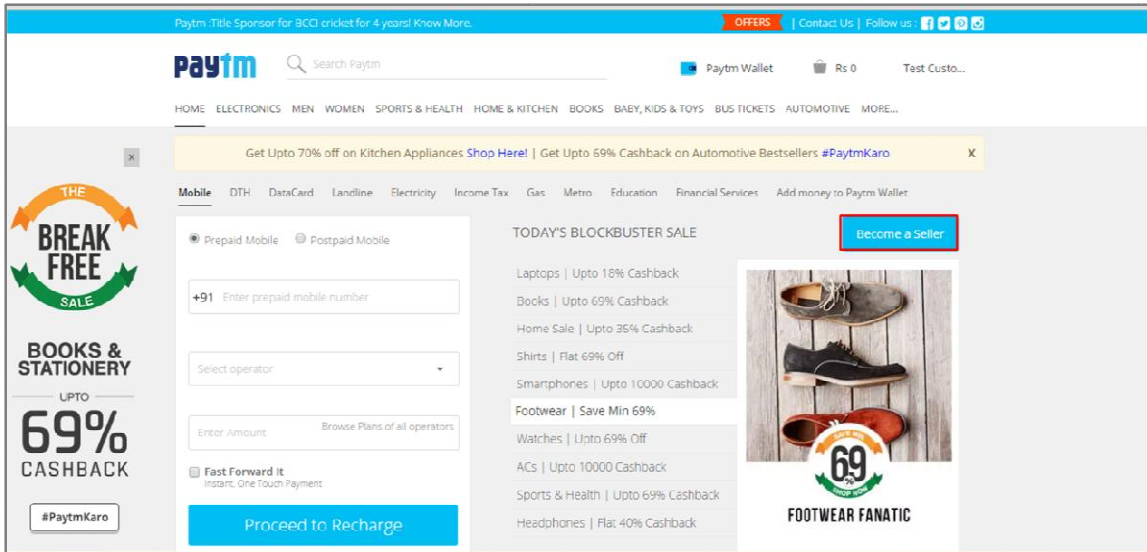 Paytm :Title Sponsor for BCCI cricket for 4 years! Know More.
OFFERS | Contact Us | Follow us :
Paytm
Search Paytm
Paytm Wallet
Rs 0
Test Custo...
HOME ELECTRONICS MEN WOMEN SPORTS & HEALTH HOME & KITCHEN BOOKS BABY, KIDS & TOYS BUS TICKETS AUTOMOTIVE MORE...
Get Upto 70% off on Kitchen Appliances Shop Here! | Get Upto 69% Cashback on Automotive Bestsellers #PaytmKaro X
x
THE
BREAK
FREE
SALE
BOOKS &
STATIONERY
UPTO
69%
CASHBACK
#PaytmKaro
Mobile DTH DataCard Landline Electricity Income Tax Gas Metro Education Financial Services Add money to Paytm Wallet
Prepaid Mobile Postpaid Mobile
+91 Enter prepaid mobile number
Select operator
Enter Amount Browse Plans of all operators
Fast Forward It
Instant, One Touch Payment
Proceed to Recharge
TODAY'S BLOCKBUSTER SALE
Become a Seller
Laptops | Upto 18% Cashback
Books | Upto 69% Cashback
Home Sale | Upto 35% Cashback
Shirts | Flat 69% Off
Smartphones | Upto 10000 Cashback
Footwear | Save Min 69%
Watches | Upto 69% Off
ACs | Upto 10000 Cashback
Sports & Health | Upto 69% Cashback
Headphones | Flat 40% Cashback
SAVE MIN.
69%
SHOP NOW
FOOTWEAR FANATIC